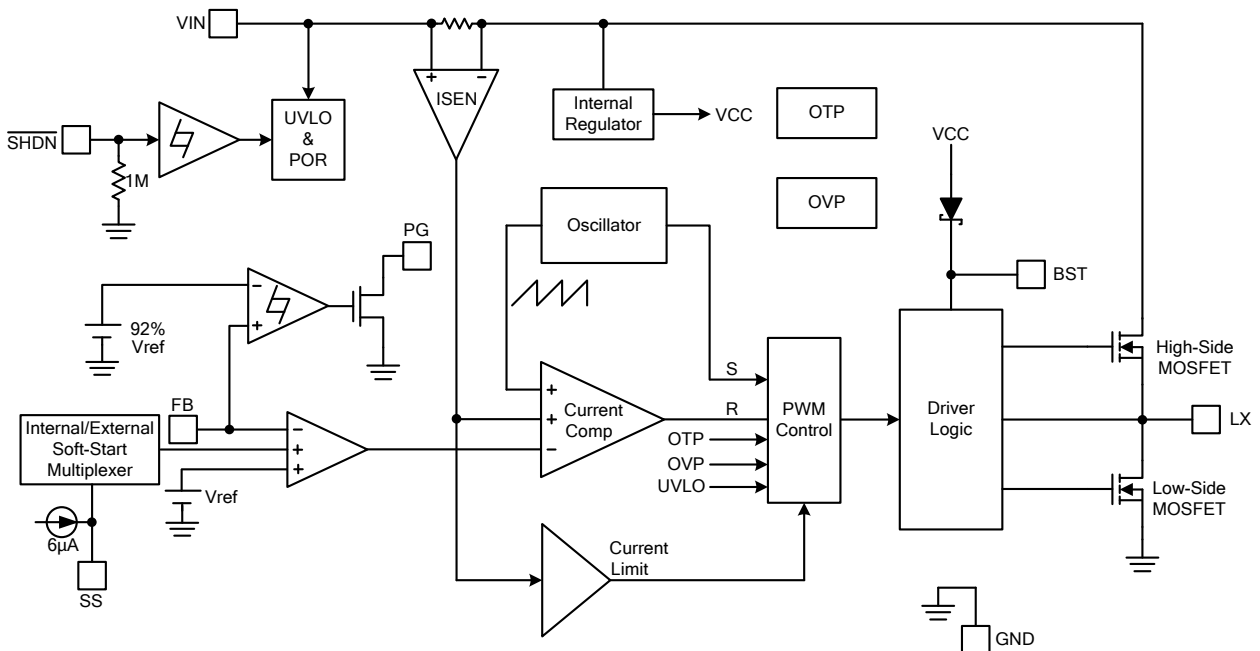 VIN
+
−
ISEN
Internal
Regulator
VCC
OTP
SHDN
UVLO
&
POR
1M
VCC
OVP
Oscillator
PG
BST
−
+
92%
Vref
High-Side
MOSFET
S
FB
+
+
−
Current
Comp
R
PWM
Control
Driver
Logic
LX
Internal/External
Soft-Start
Multiplexer
−
+
+
OTP
OVP
UVLO
Vref
Low-Side
MOSFET
6µA
Current
Limit
SS
GND